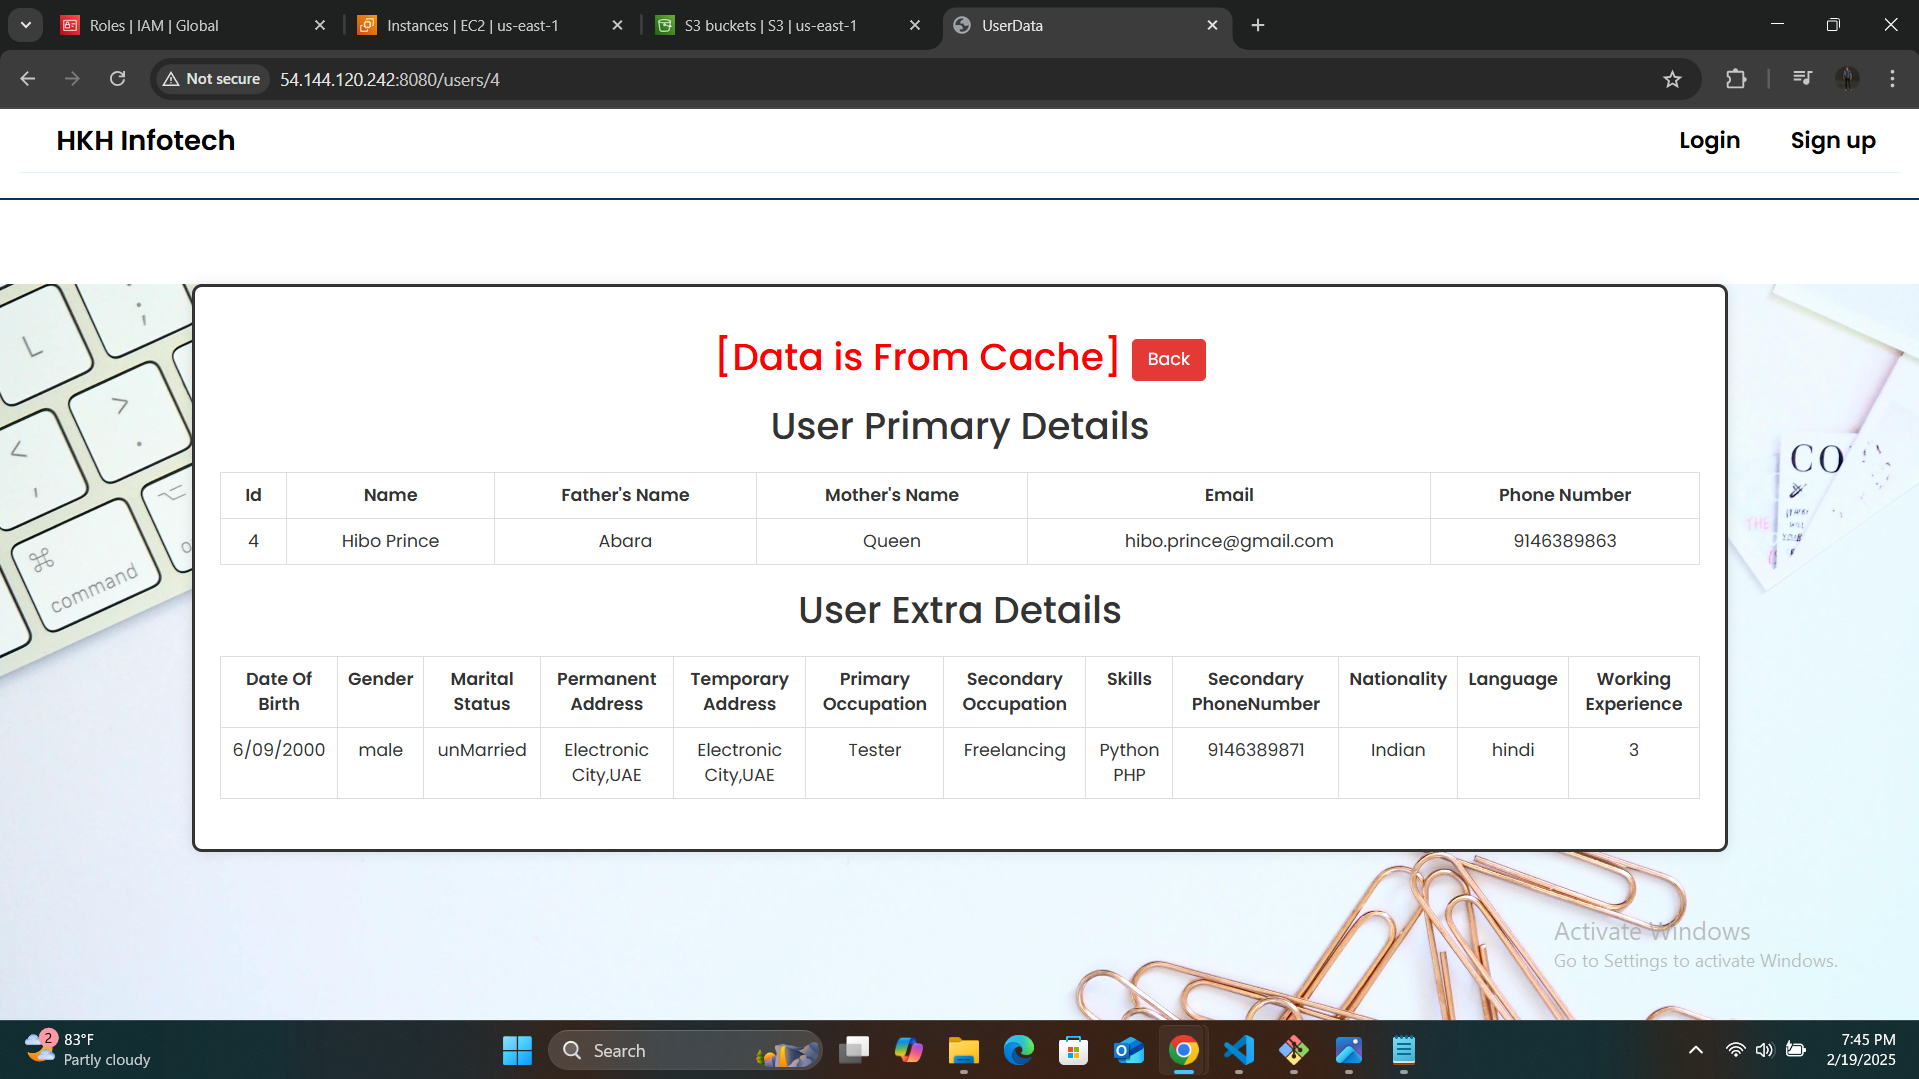 Roles | IAM | Global
Instances | EC2 | us-east-1
S3 buckets | S3 | us-east-1
UserData
Not secure
54.144.120.242:8080/users/4
HKH Infotech
Login
Sign up
[Data is From Cache] Back
User Primary Details
Id Name Father's Name Mother's Name Email Phone Number
4 Hibo Prince Abara Queen hibo.prince@gmail.com 9146389863
User Extra Details
Date Of Birth Gender Marital Status Permanent Address Temporary Address Primary Occupation Secondary Occupation Skills Secondary PhoneNumber Nationality Language Working Experience
6/09/2000 male unMarried Electronic City,UAE Electronic City,UAE Tester Freelancing Python PHP 9146389871 Indian hindi 3
L
command
CO
THE
Activate Windows
Go to Settings to activate Windows.
2
83°F
Partly cloudy
Search
7:45 PM
2/19/2025